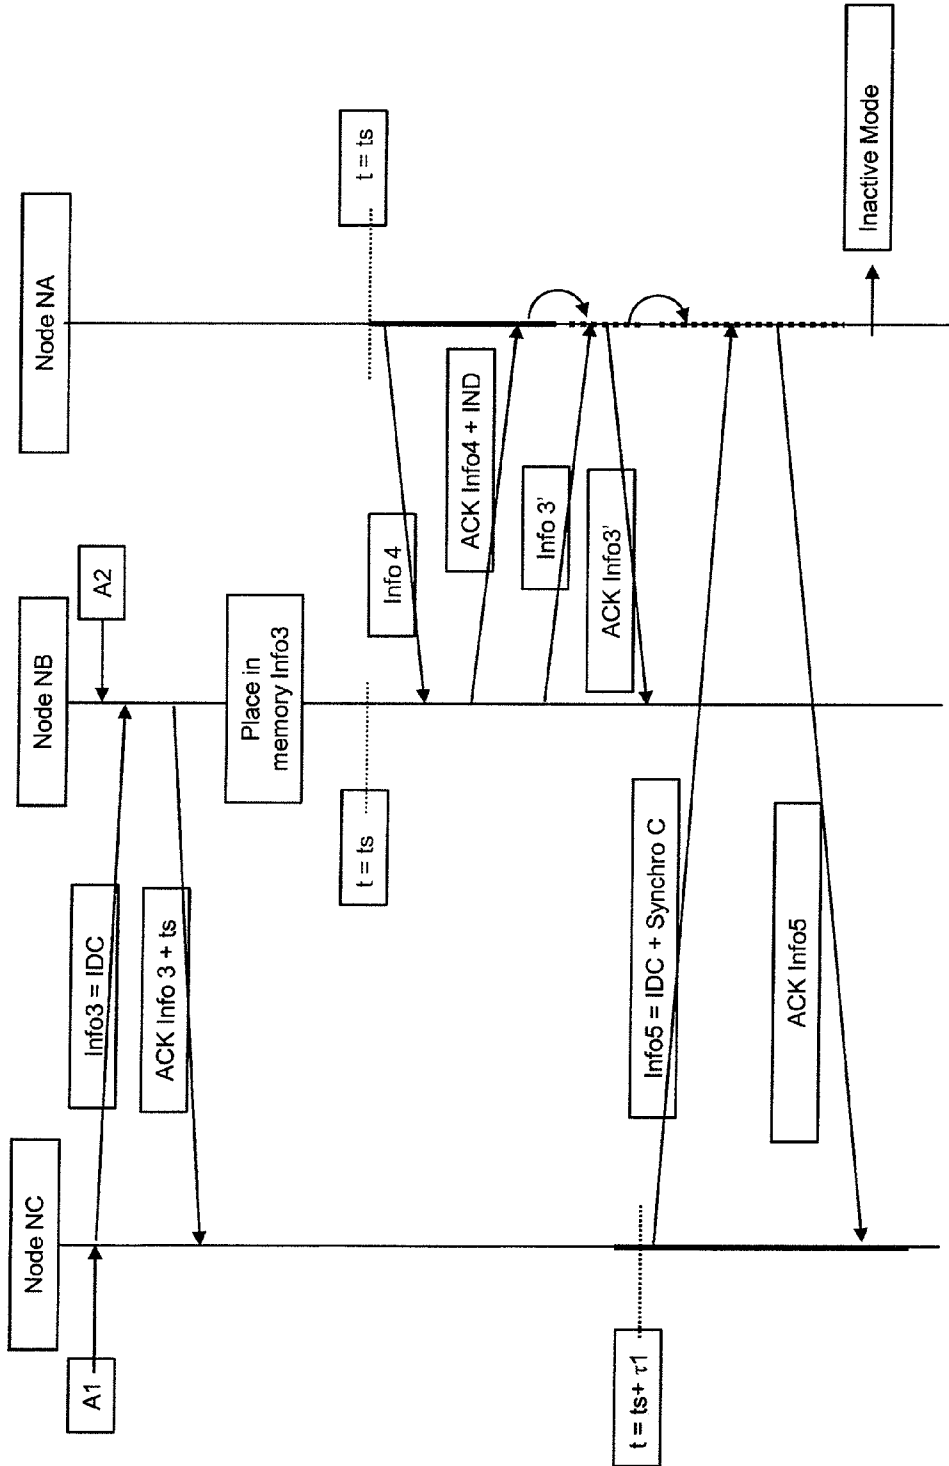 Node NC
Node NB
Node NA
A1
A2
Info3 = IDC
ACK Info 3 + ts
Place in
memory Info3
t = ts
t = ts
Info 4
ACK Info4 + IND
Info 3'
ACK Info3'
t = ts+ τ1
Info5 = IDC + Synchro C
ACK Info5
Inactive Mode